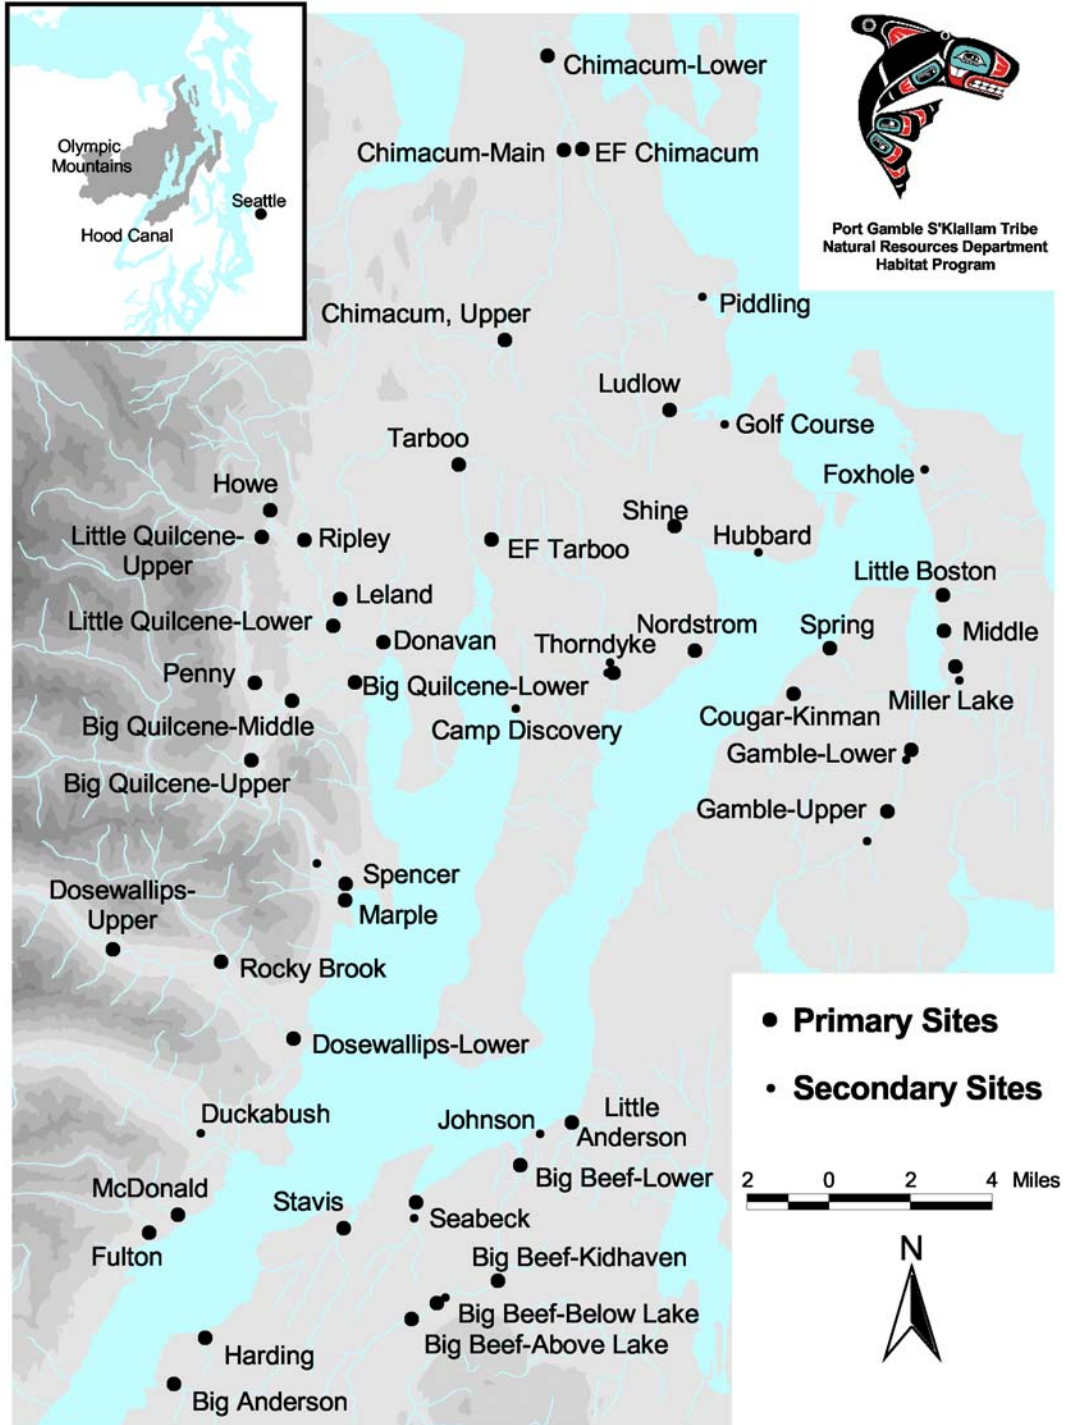 Olympic
Mountains
Seattle
Hood Canal
Port Gamble S'Klallam Tribe
Natural Resources Department
Habitat Program
Chimacum-Lower
Chimacum-Main
EF Chimacum
Piddling
Chimacum, Upper
Ludlow
Golf Course
Tarboo
Foxhole
Howe
Shine
Little Quilcene-
Upper
Ripley
EF Tarboo
Hubbard
Little Boston
Leland
Little Quilcene-Lower
Donavan
Thorndyke
Nordstrom
Spring
Middle
Penny
Big Quilcene-Lower
Miller Lake
Big Quilcene-Middle
Camp Discovery
Cougar-Kinman
Gamble-Lower
Big Quilcene-Upper
Gamble-Upper
Spencer
Dosewallips-
Upper
Marple
Rocky Brook
Primary Sites
Dosewallips-Lower
Secondary Sites
Duckabush
Johnson
Little
Anderson
Big Beef-Lower
2 0 2 4 Miles
McDonald
Stavis
Seabeck
Fulton
Big Beef-Kidhaven
N
Big Beef-Below Lake
Big Beef-Above Lake
Harding
Big Anderson